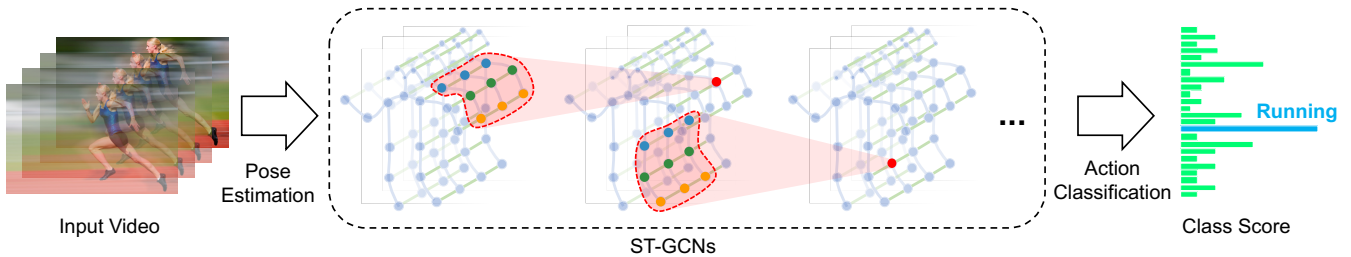 Input Video
Pose
Estimation
ST-GCNs
...
Action
Classification
Running
Class Score